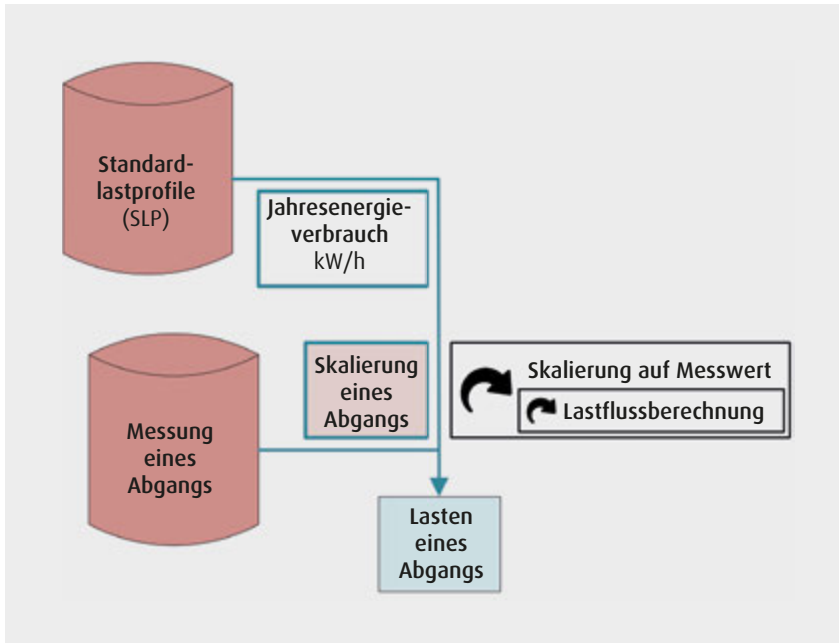 Standard-
lastprofile
(SLP)
Jahresenergie-
verbrauch
kW/h
Messung
eines
Abgangs
Skalierung
eines
Abgangs
Skalierung auf Messwert
Lastflussberechnung
Lasten
eines
Abgangs